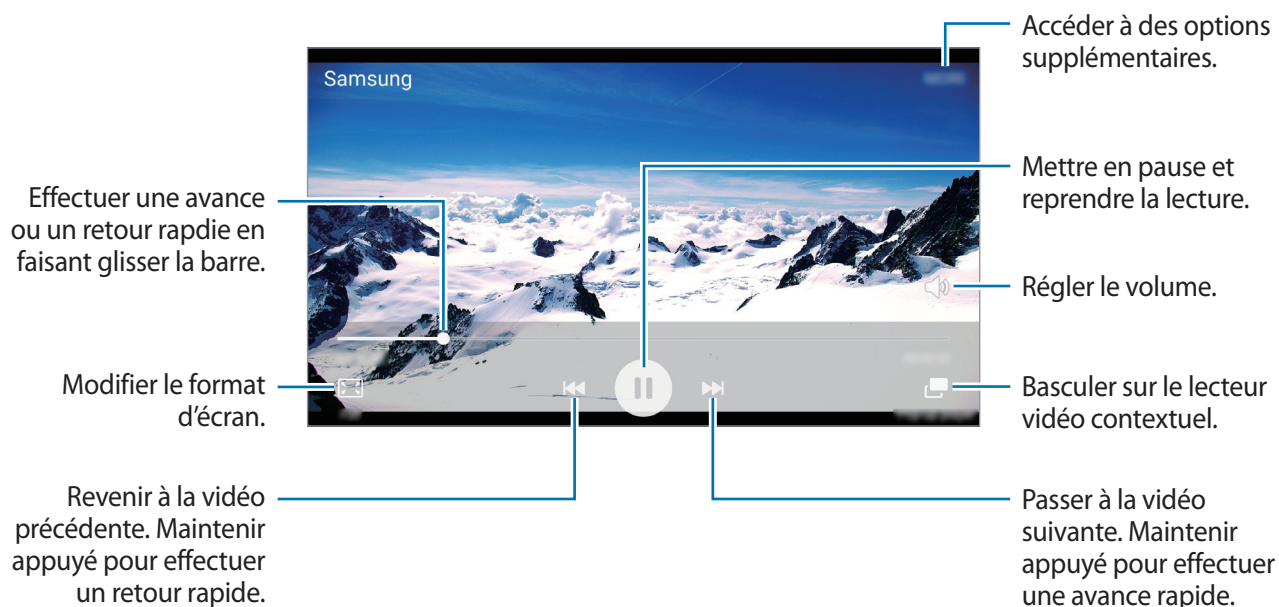 Accéder à des options
supplémentaires.
Samsung
Mettre en pause et
reprendre la lecture.
Effectuer une avance
ou un retour rapdie en
faisant glisser la barre.
Régler le volume.
Modifier le format
d'écran.
Basculer sur le lecteur
vidéo contextuel.
Revenir à la vidéo
précédente. Maintenir
appuyé pour effectuer
un retour rapide.
Passer à la vidéo
suivante. Maintenir
appuyé pour effectuer
une avance rapide.